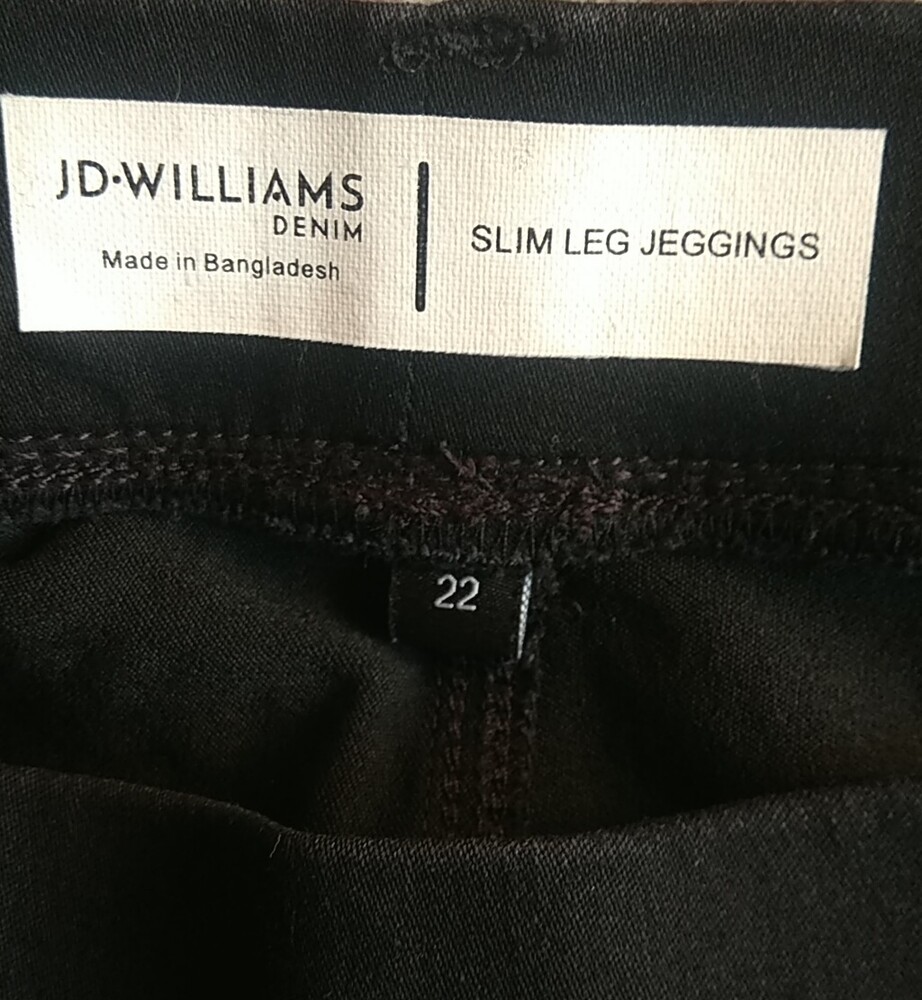 JD·WILLIAMS
DENIM
Made in Bangladesh
SLIM LEG JEGGINGS
22